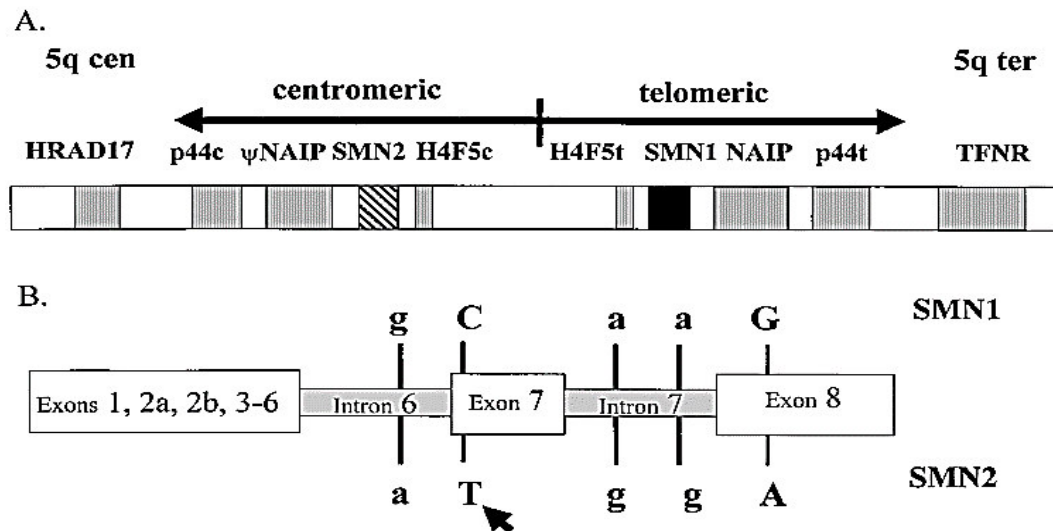 A.
5q cen 5q ter
centromeric telomeric
HRAD17 p44c ψNAIP SMN2 H4F5c H4F5t SMN1 NAIP p44t TFNR
B.
SMN1
g C a a G
Exons 1, 2a, 2b, 3-6 Intron 6 Exon 7 Intron 7 Exon 8
a T g g A
SMN2